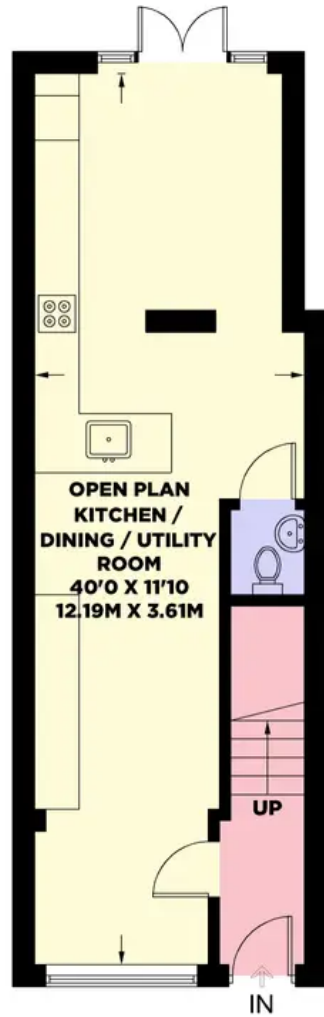 OPEN PLAN
KITCHEN /
DINING / UTILITY
ROOM
40'0 X 11'10
12.19M X 3.61M
UP
IN